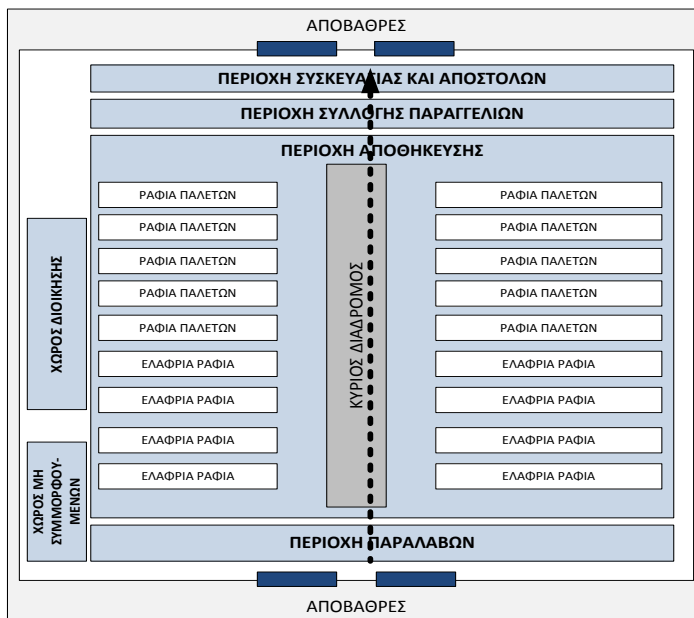 ΑΠΟΒΑΘΡΕΣ
ΠΕΡΙΟΧΗ ΣΥΣΚΕΥΑΣΙΑΣ ΚΑΙ ΑΠΟΣΤΟΛΩΝ
ΠΕΡΙΟΧΗ ΣΥΛΛΟΓΗΣ ΠΑΡΑΓΓΕΛΙΩΝ
ΠΕΡΙΟΧΗ ΑΠΟΘΗΚΕΥΣΗΣ
ΡΑΦΙΑ ΠΑΛΕΤΩΝ
ΡΑΦΙΑ ΠΑΛΕΤΩΝ
ΡΑΦΙΑ ΠΑΛΕΤΩΝ
ΡΑΦΙΑ ΠΑΛΕΤΩΝ
ΡΑΦΙΑ ΠΑΛΕΤΩΝ
ΡΑΦΙΑ ΠΑΛΕΤΩΝ
ΡΑΦΙΑ ΠΑΛΕΤΩΝ
ΡΑΦΙΑ ΠΑΛΕΤΩΝ
ΡΑΦΙΑ ΠΑΛΕΤΩΝ
ΡΑΦΙΑ ΠΑΛΕΤΩΝ
ΕΛΑΦΡΙΑ ΡΑΦΙΑ
ΕΛΑΦΡΙΑ ΡΑΦΙΑ
ΕΛΑΦΡΙΑ ΡΑΦΙΑ
ΕΛΑΦΡΙΑ ΡΑΦΙΑ
ΕΛΑΦΡΙΑ ΡΑΦΙΑ
ΕΛΑΦΡΙΑ ΡΑΦΙΑ
ΕΛΑΦΡΙΑ ΡΑΦΙΑ
ΕΛΑΦΡΙΑ ΡΑΦΙΑ
ΚΥΡΙΟΣ ΔΙΑΔΡΟΜΟΣ
ΧΩΡΟΣ ΔΙΟΙΚΗΣΗΣ
ΧΩΡΟΣ ΜΗ
ΣΥΜΜΟΡΦΟΥ-
ΜΕΝΩΝ
ΠΕΡΙΟΧΗ ΠΑΡΑΛΑΒΩΝ
ΑΠΟΒΑΘΡΕΣ